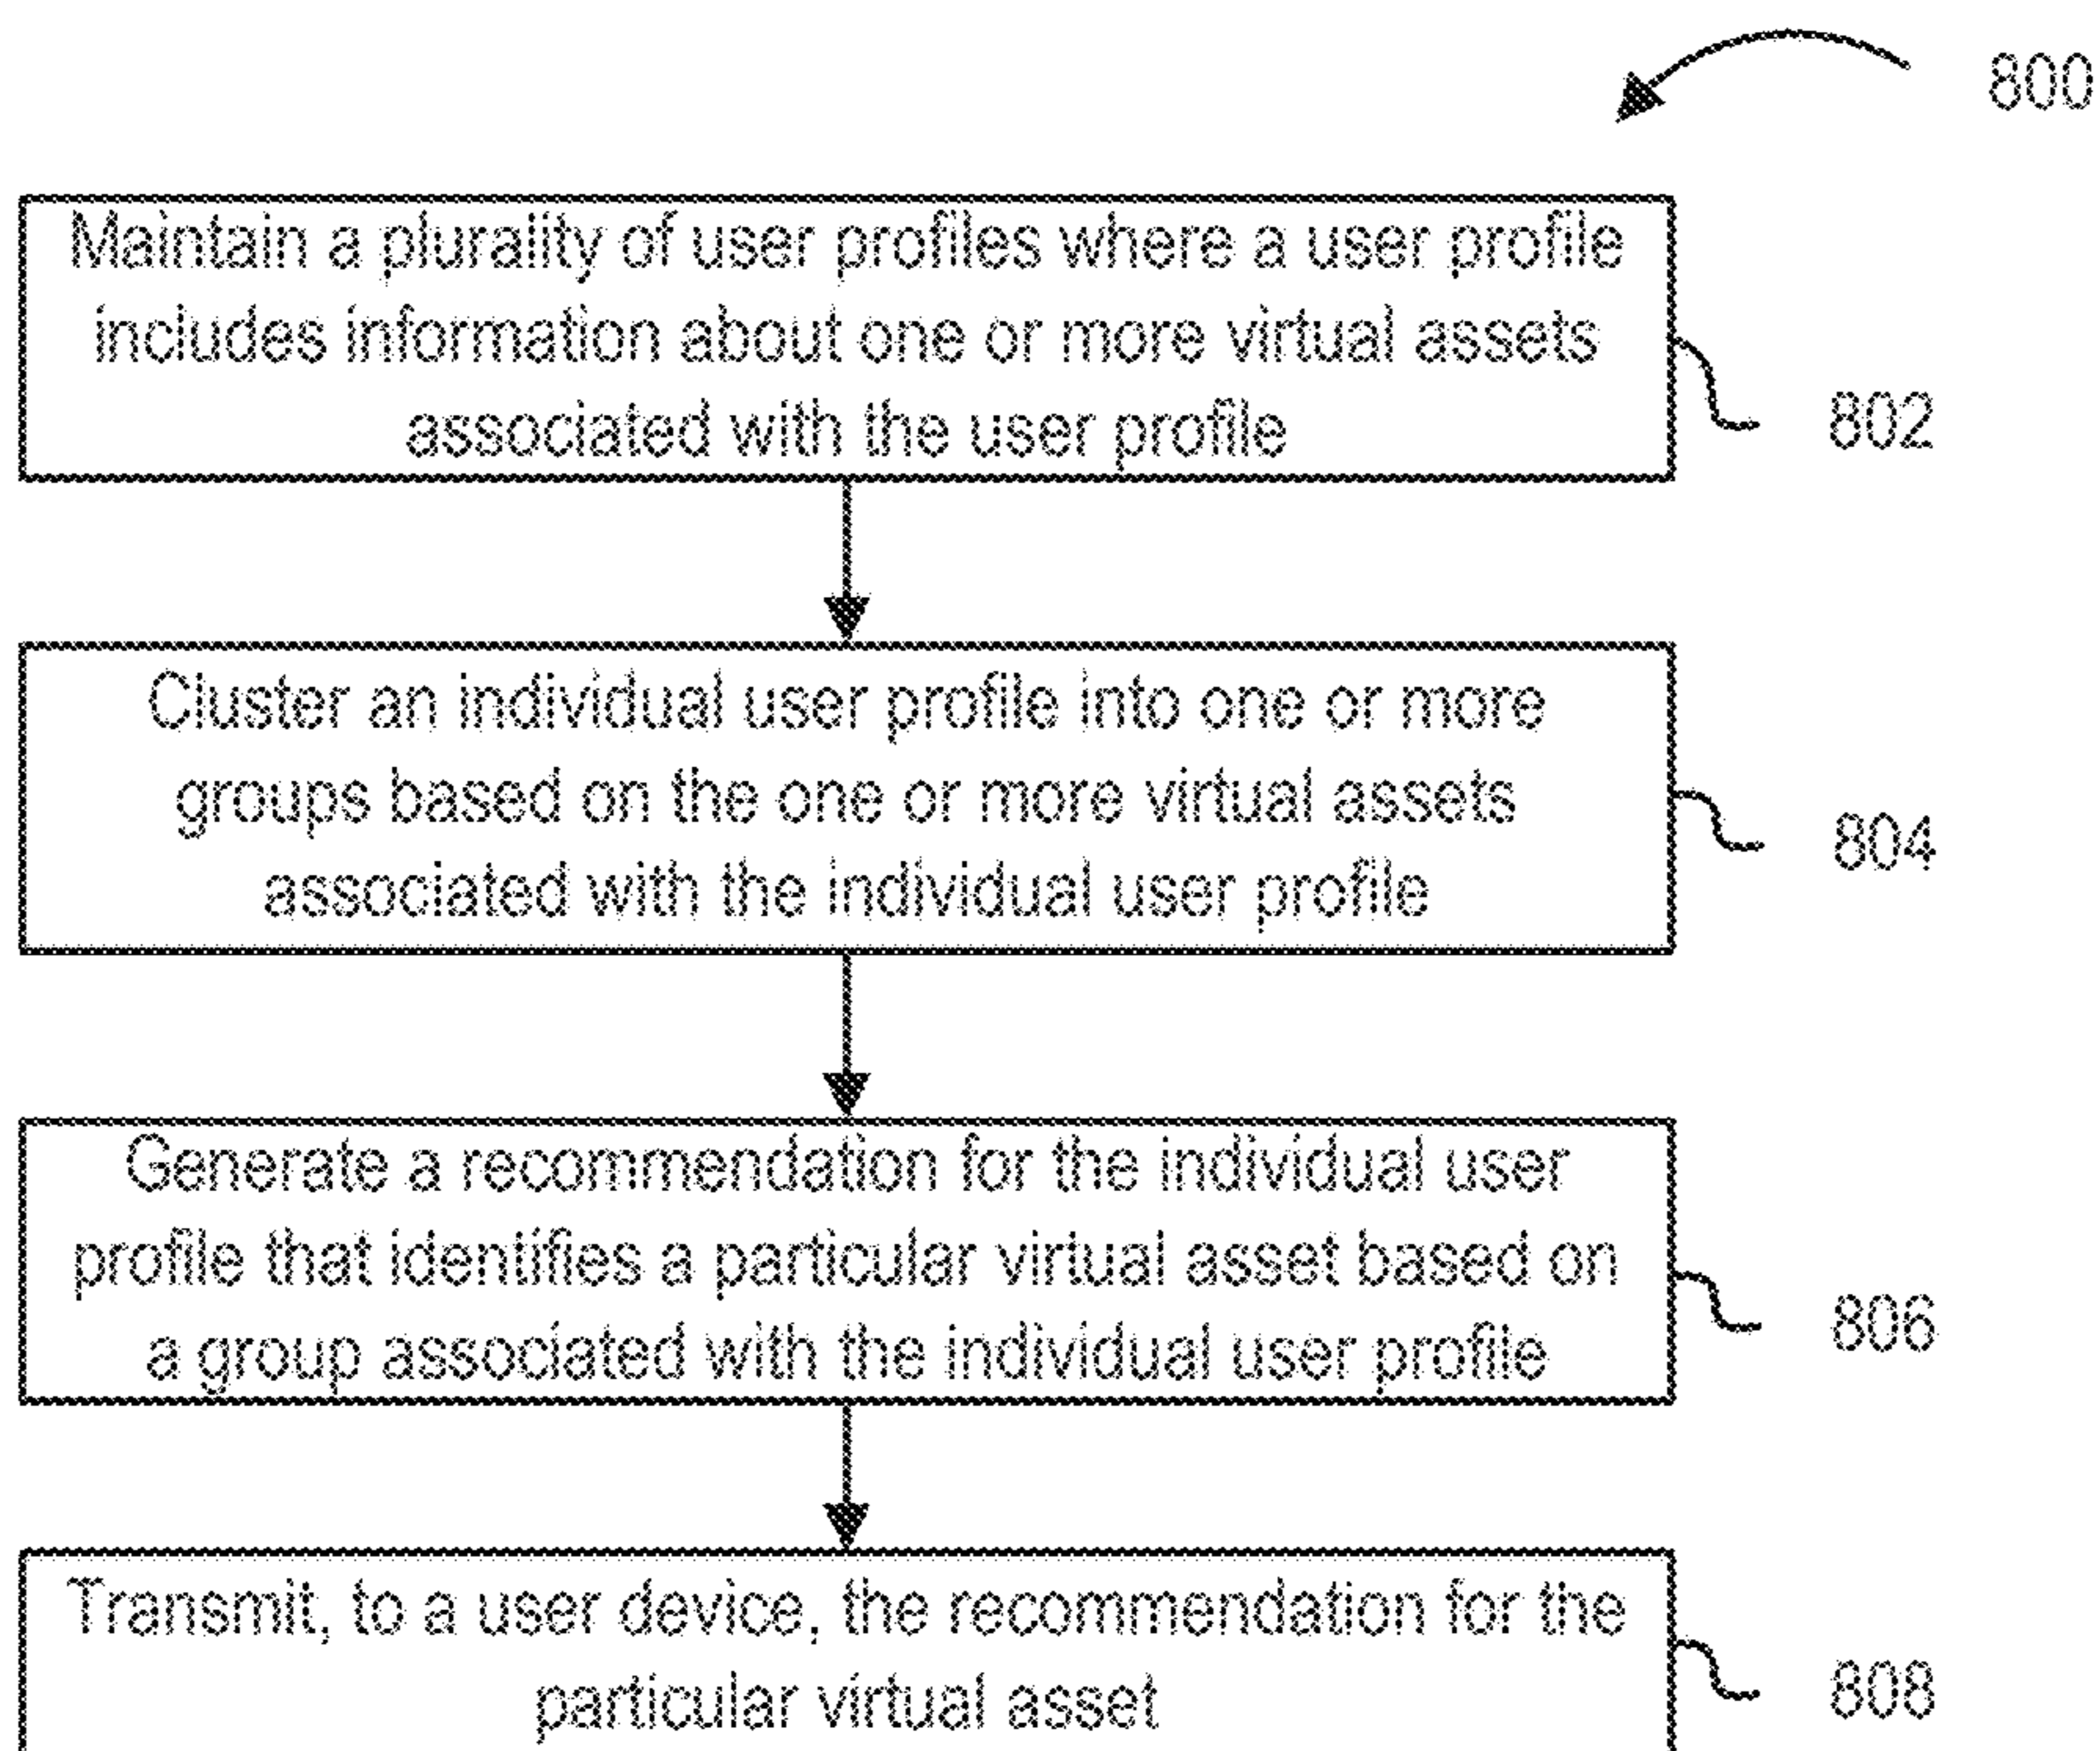 800
Maintain a plurality of user profiles where a user profile
includes information about one or more virtual assets
associated with the user profile
802
Cluster an individual user profile into one or more
groups based on the one or more virtual assets
associated with the individual user profile
804
Generate a recommendation for the individual user
profile that identifies a particular virtual asset based on
a group associated with the individual user profile
806
Transmit, to a user device, the recommendation for the
particular virtual asset
808